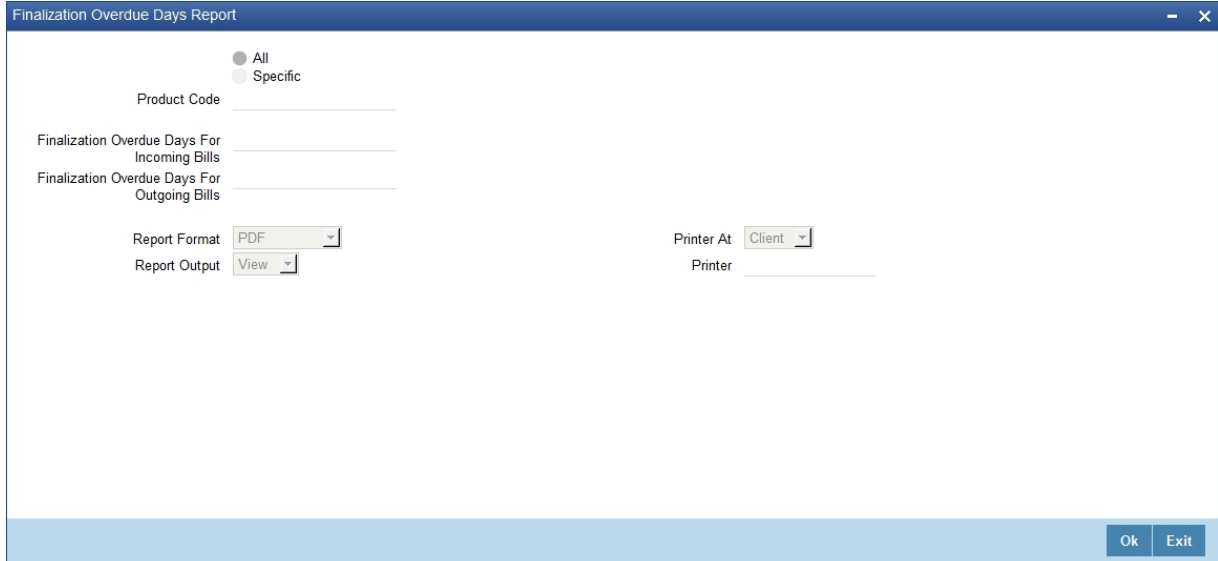 Finalization Overdue Days Report
All
Specific
Product Code
Finalization Overdue Days For
Incoming Bills
Finalization Overdue Days For
Outgoing Bills
Report Format PDF
Printer At Client
Report Output View
Printer
Ok Exit